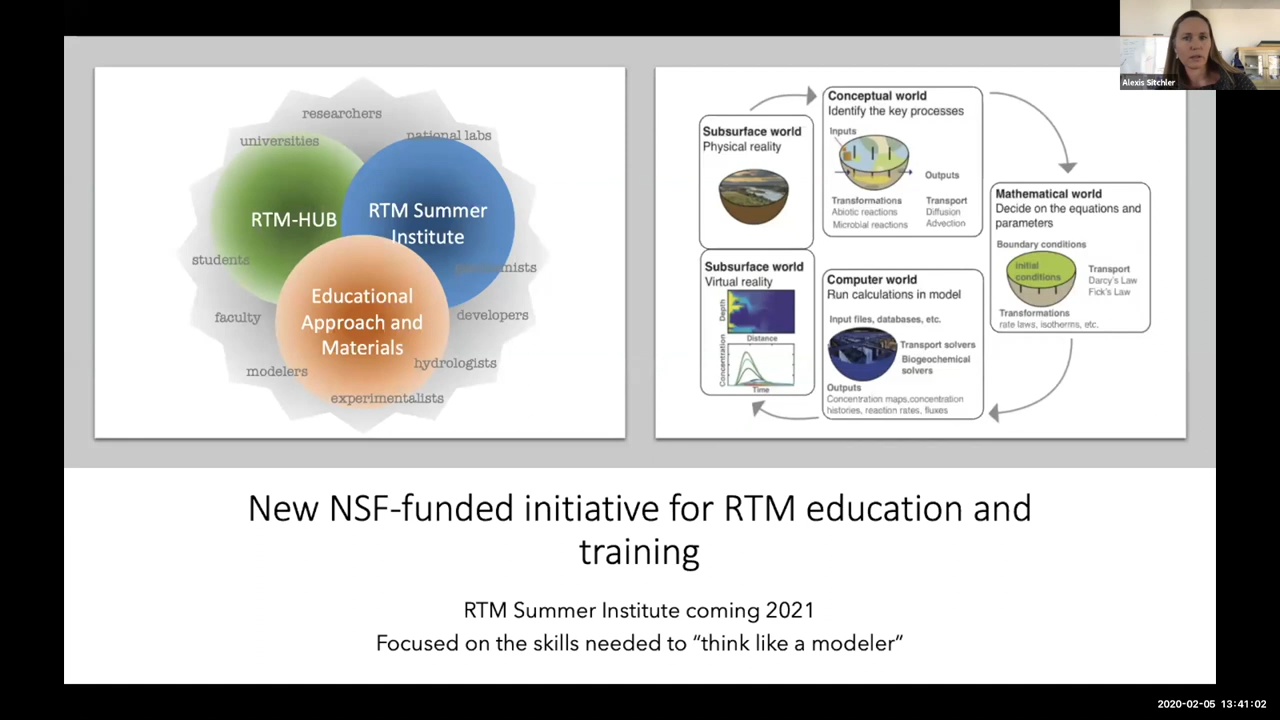 Alexis Sitchler
researchers
national labs
universities
RTM-HUB
RTM Summer
Institute
students
Educational
Approach and
Materials
faculty
developers
modelers
hydrologists
experimentalists
Subsurface world
Physical reality
Conceptual world
Identify the key processes
Inputs
Outputs
Transformations
Abiotic reactions
Microbial reactions
Transport
Diffusion
Advection
Mathematical world
Decide on the equations and
parameters
Boundary conditions
Initial
conditions
Transport
Darcy's Law
Fick's Law
Transformations
rate laws, isotherms, etc.
Computer world
Run calculations in model
Input files, databases, etc.
Transport solvers
Biogeochemical
solvers
Outputs
Concentration maps,concentration
histories, reaction rates, fluxes
Subsurface world
Virtual reality
Depth
Distance
Concentration
Time
New NSF-funded initiative for RTM education and
training
RTM Summer Institute coming 2021
Focused on the skills needed to “think like a modeler”
2020-02-05 13:41:02